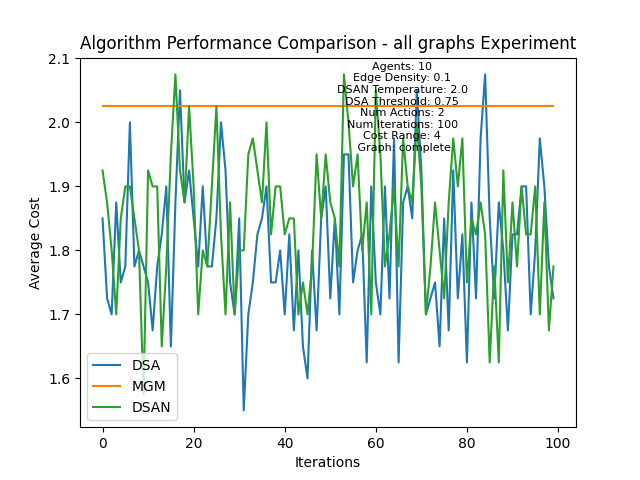 Algorithm Performance Comparison - all graphs Experiment
Agents: 10
Edge Density: 0.1
DSAN Temperature: 2.0
DSA Threshold: 0.75
Num Actions: 2
Num Iterations: 100
Cost Range: 4
Graph: complete
2.1
2.0
1.9
1.8
1.7
1.6
Average Cost
DSA
MGM
DSAN
0 20 40 60 80 100
Iterations